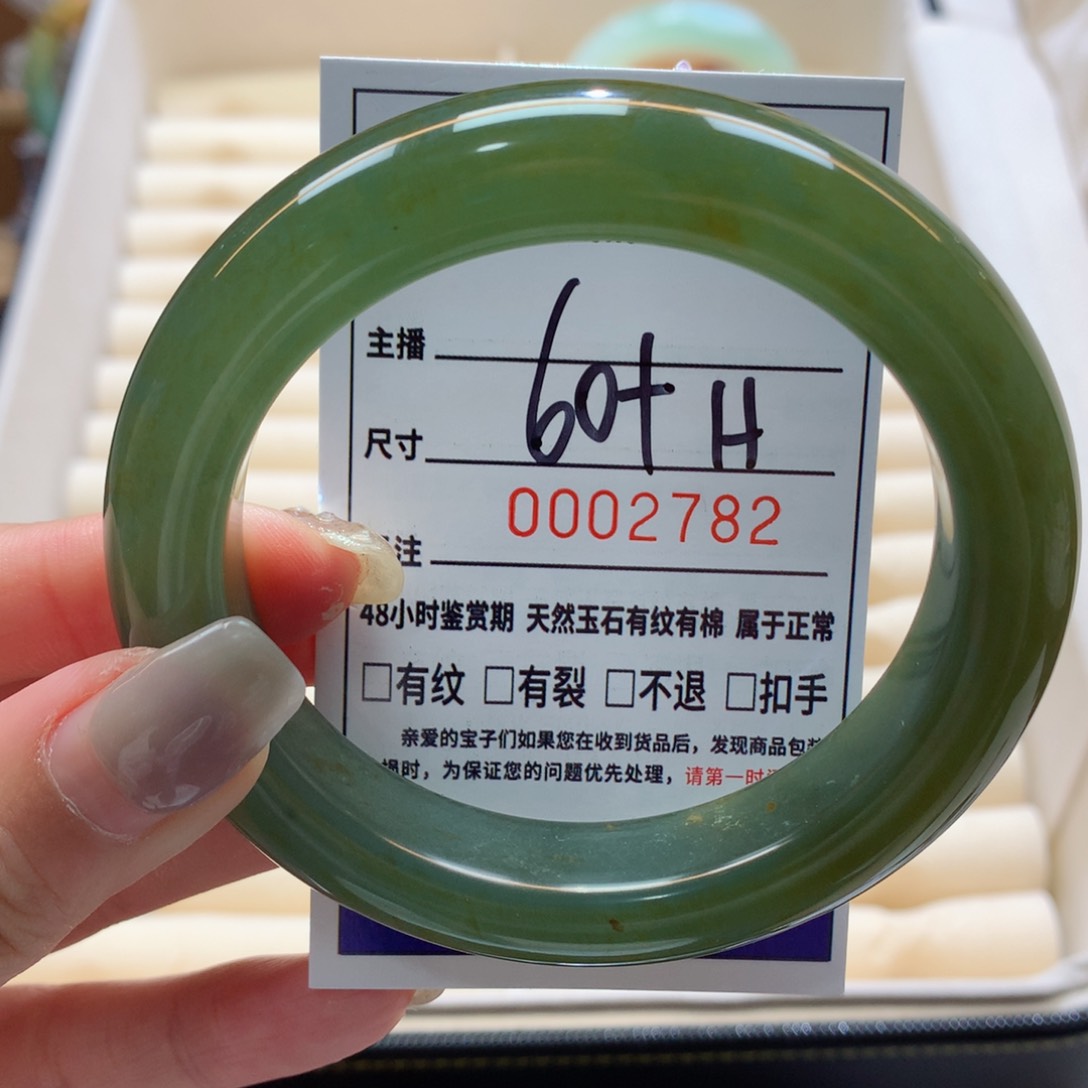 主播
60+ H
尺寸
0002782
注
48小时鉴赏期 天然玉石有纹有棉 属于正常
□有纹 □有裂 □不退 □扣手
亲爱的宝子们如果您在收到货品后，发现商品包
损时，为保证您的问题优先处理，请第一时